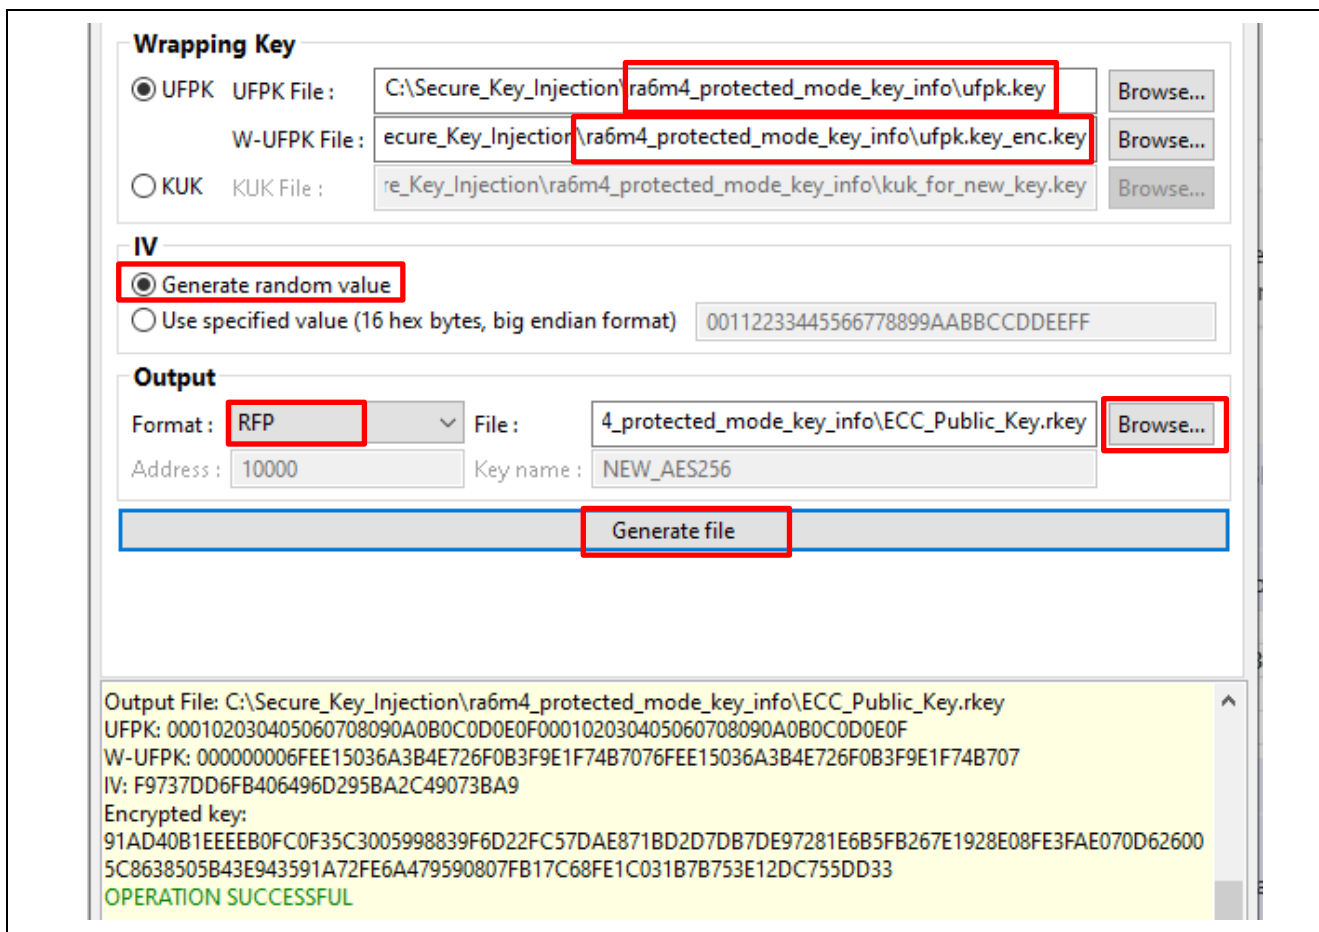 Wrapping Key
UFPK UFPK File : C:\Secure_Key_Injection\ra6m4_protected_mode_key_info\ufpk.key Browse...
W-UFPK File : ecure_Key_Injection\ra6m4_protected_mode_key_info\ufpk.key_enc.key Browse...
KUK KUK File : re_Key_Injection\ra6m4_protected_mode_key_info\kuk_for_new_key.key Browse...
IV
Generate random value
Use specified value (16 hex bytes, big endian format) 00112233445566778899AABBCCDDEEFF
Output
Format : RFP File : 4_protected_mode_key_info\ECC_Public_Key.rkey Browse...
Address : 10000 Key name : NEW_AES256
Generate file
Output File: C:\Secure_Key_Injection\ra6m4_protected_mode_key_info\ECC_Public_Key.rkey
UFPK: 000102030405060708090A0B0C0D0E0F000102030405060708090A0B0C0D0E0F
W-UFPK: 000000006FEE15036A3B4E726F0B3F9E1F74B7076FEE15036A3B4E726F0B3F9E1F74B707
IV: F9737DD6FB406496D295BA2C49073BA9
Encrypted key:
91AD40B1EEEEB0FC0F35C3005998839F6D22FC57DAE871BD2D7DB7DE97281E6B5FB267E1928E08FE3FAE070D62600
5C8638505B43E943591A72FE6A479590807FB17C68FE1C031B7B753E12DC755DD33
OPERATION SUCCESSFUL